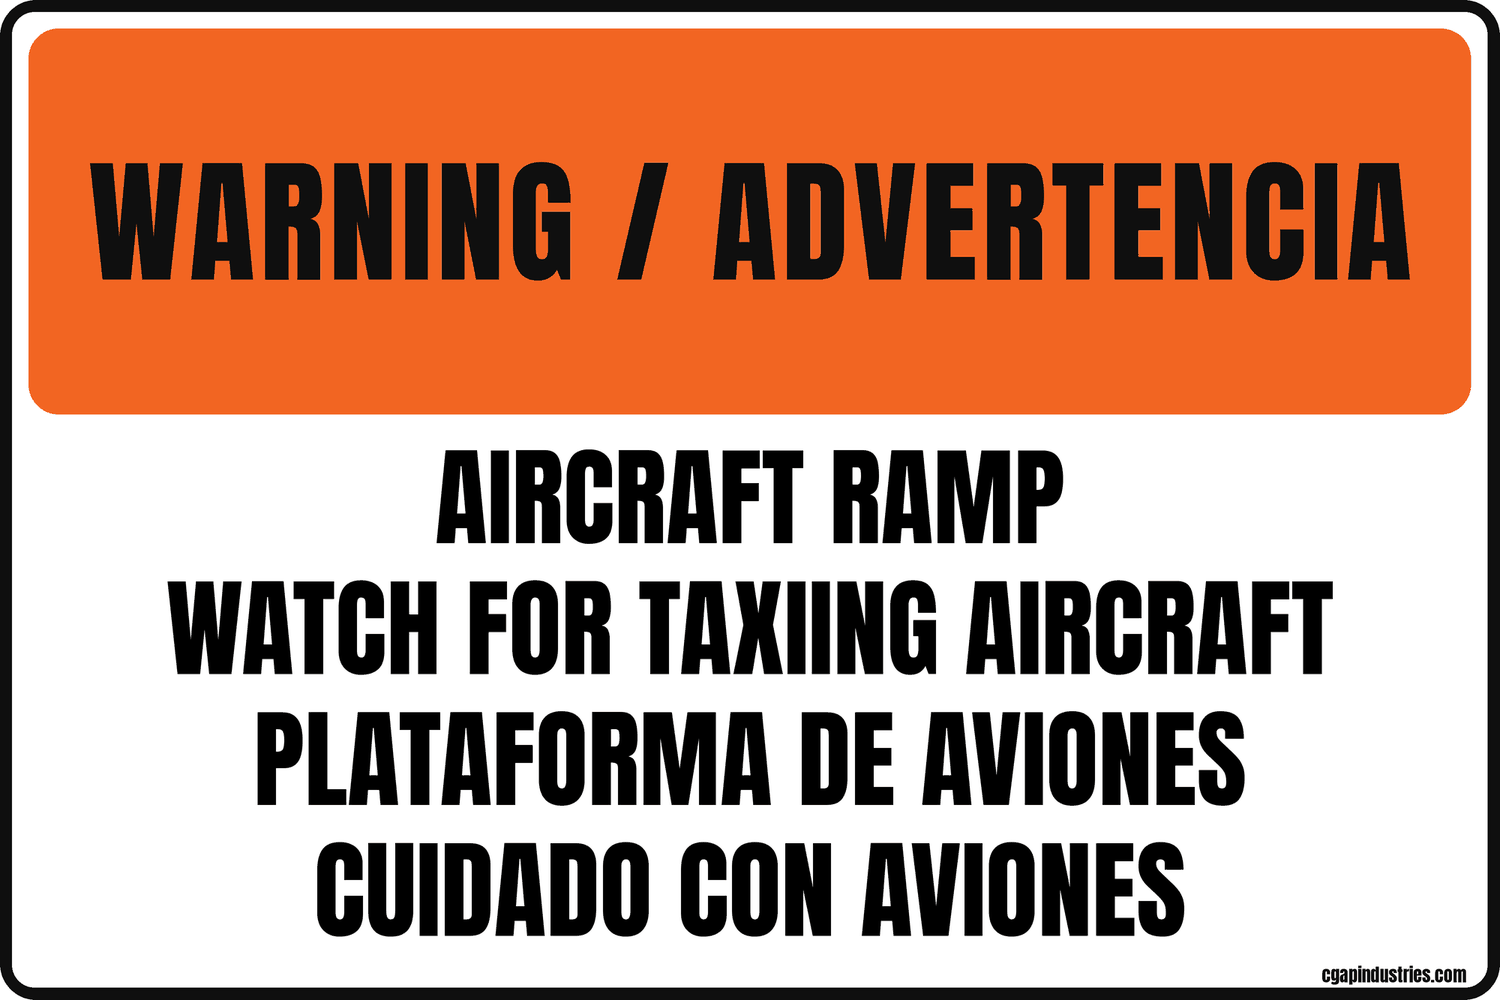 WARNING / ADVERTENCIA
AIRCRAFT RAMP
WATCH FOR TAXIING AIRCRAFT
PLATAFORMA DE AVIONES
CUIDADO CON AVIONES
cgapindustries.com